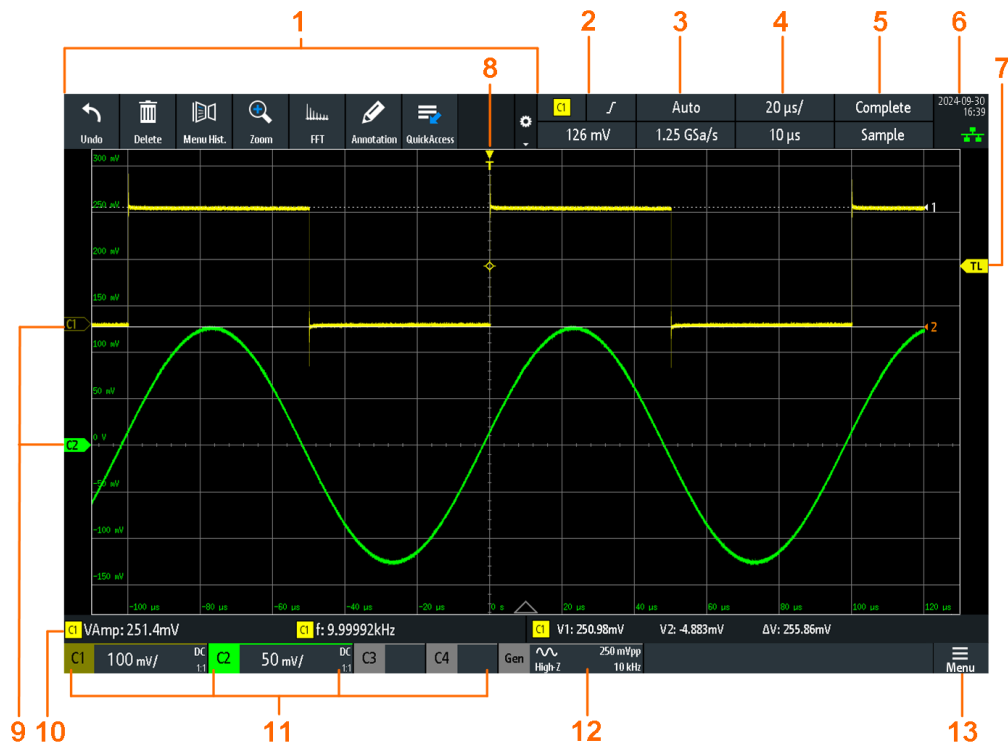 1 2 3 4 5 6
7
8
C1 Auto 20 µs/ Complete 2024-09-30
16:39
Undo Delete Menu Hist. Zoom FFT Annotation QuickAccess
126 mV 1.25 GSa/s 10 µs Sample
T
300 mV
250 mV
1
200 mV
TL
150 mV
C1
2
100 mV
50 mV
C2 0 V
-50 mV
-100 mV
-150 mV
-100 µs -80 µs -60 µs -40 µs -20 µs 0 s 20 µs 40 µs 60 µs 80 µs 100 µs 120 µs
C1 VAmp: 251.4mV C1 f: 9.99992kHz C1 V1: 250.98mV V2: -4.883mV ΔV: 255.86mV
C1 100 mV/ DC 1:1 C2 50 mV/ DC 1:1 C3 C4 Gen High-Z 250 mVpp 10 kHz Menu
9 10 11 12 13